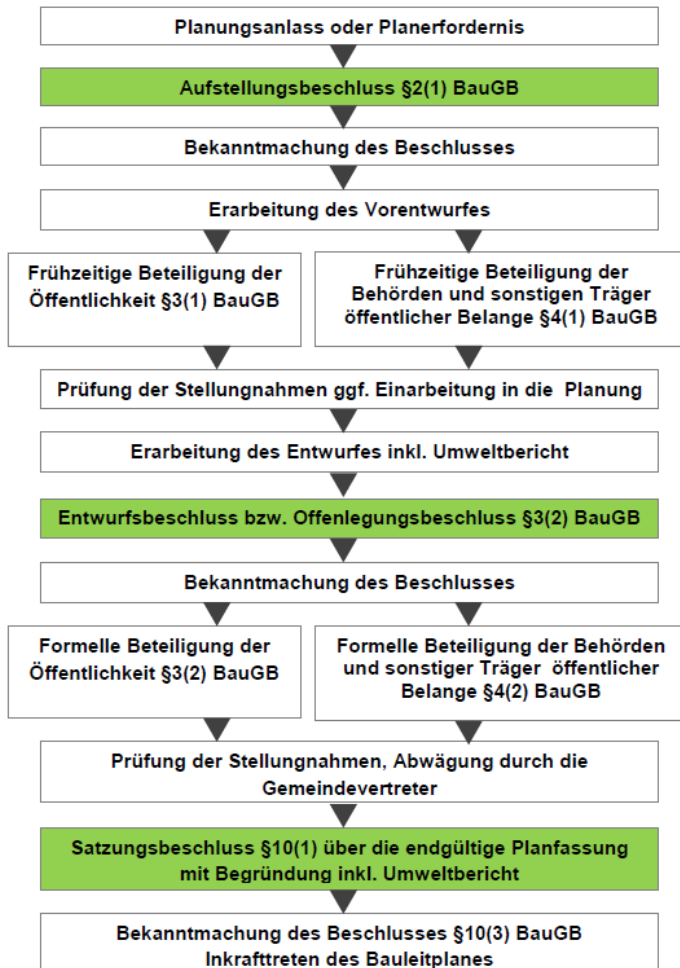 Planungsanlass oder Planerfordernis
Aufstellungsbeschluss §2(1) BauGB
Bekanntmachung des Beschlusses
Erarbeitung des Vorentwurfes
Frühzeitige Beteiligung der
Öffentlichkeit §3(1) BauGB
Frühzeitige Beteiligung der
Behörden und sonstigen Träger
öffentlicher Belange §4(1) BauGB
Prüfung der Stellungnahmen ggf. Einarbeitung in die Planung
Erarbeitung des Entwurfes inkl. Umweltbericht
Entwurfsbeschluss bzw. Offenlegungsbeschluss §3(2) BauGB
Bekanntmachung des Beschlusses
Formelle Beteiligung der
Öffentlichkeit §3(2) BauGB
Formelle Beteiligung der Behörden
und sonstiger Träger öffentlicher
Belange §4(2) BauGB
Prüfung der Stellungnahmen, Abwägung durch die
Gemeindevertreter
Satzungsbeschluss §10(1) über die endgültige Planfassung
mit Begründung inkl. Umweltbericht
Bekanntmachung des Beschlusses §10(3) BauGB
Inkrafttreten des Bauleitplanes